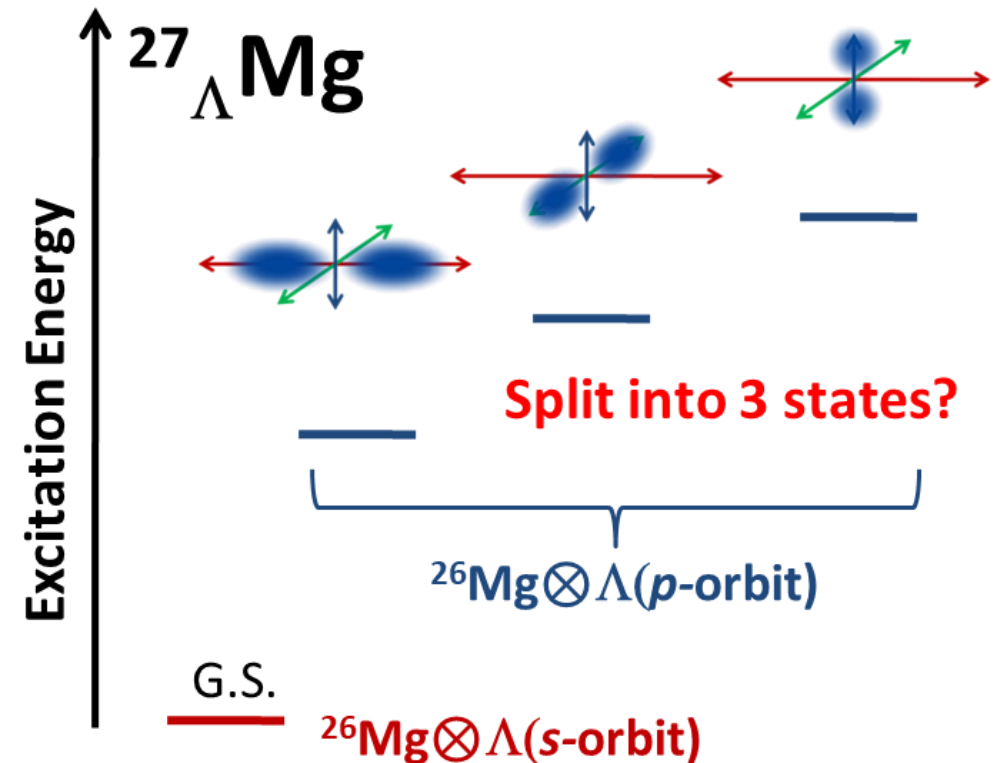 ²⁷ΛMg
Excitation Energy
Split into 3 states?
²⁶Mg⊗Λ(p-orbit)
G.S.
²⁶Mg⊗Λ(s-orbit)